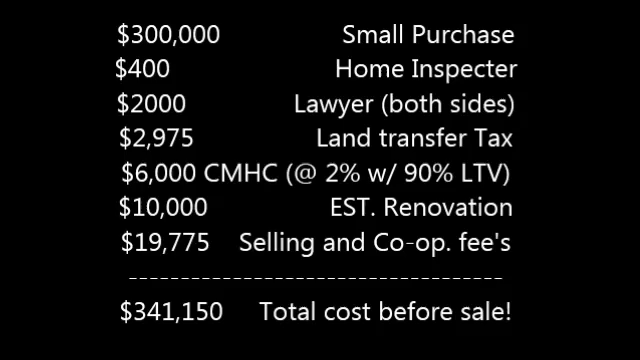 $300,000 Small Purchase
$400 Home Inspecter
$2000 Lawyer (both sides)
$2,975 Land transfer Tax
$6,000 CMHC (@ 2% w/ 90% LTV)
$10,000 EST. Renovation
$19,775 Selling and Co-op. fee's
------------------------------------
$341,150 Total cost before sale!